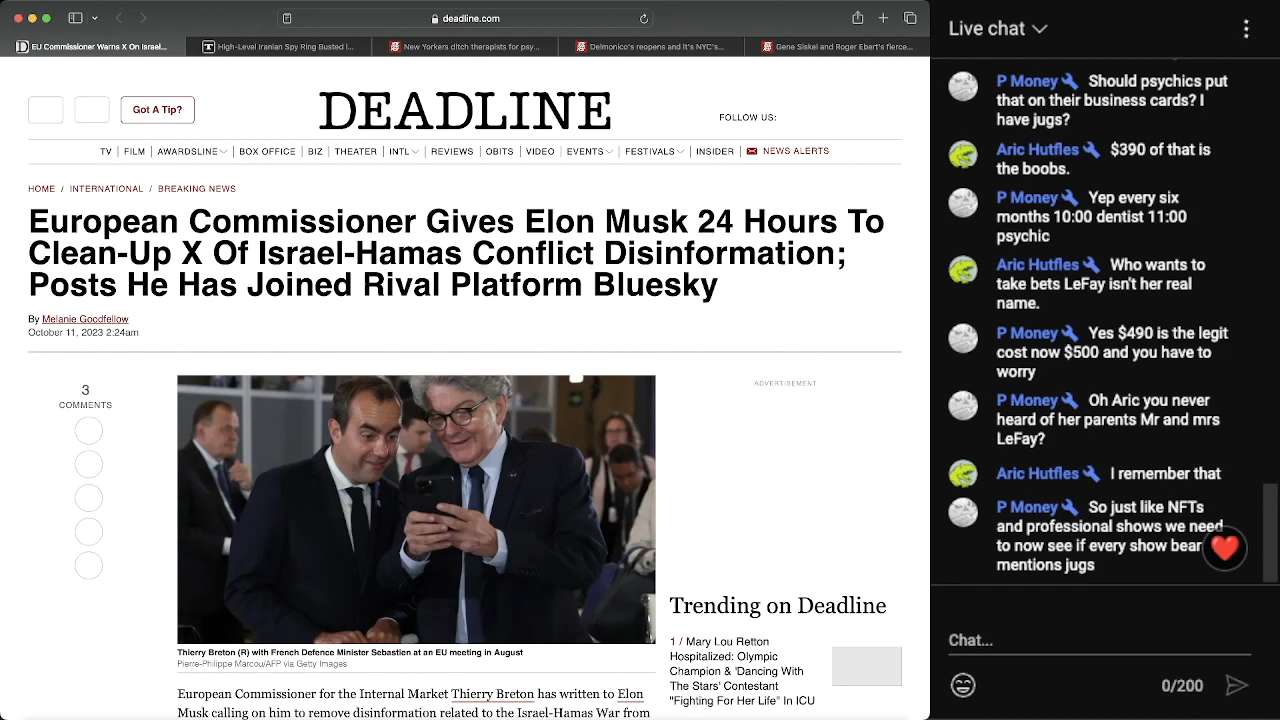 deadline.com
EU Commissioner Warns X On Israel...
High-Level Iranian Spy Ring Busted I...
New Yorkers ditch therapists for psy...
Delmonico's reopens and it's NYC's...
Gene Siskel and Roger Ebert's fierce...
Got A Tip?
DEADLINE
FOLLOW US:
TV | FILM | AWARDSLINE | BOX OFFICE | BIZ | THEATER | INTL | REVIEWS | OBITS | VIDEO | EVENTS | FESTIVALS | INSIDER | NEWS ALERTS
HOME / INTERNATIONAL / BREAKING NEWS
European Commissioner Gives Elon Musk 24 Hours To
Clean-Up X Of Israel-Hamas Conflict Disinformation;
Posts He Has Joined Rival Platform Bluesky
By Melanie Goodfellow
October 11, 2023 2:24am
3
COMMENTS
ADVERTISEMENT
Thierry Breton (R) with French Defence Minister Sebastien at an EU meeting in August
Pierre-Philippe Marcou/AFP via Getty Images
European Commissioner for the Internal Market Thierry Breton has written to Elon
Musk calling on him to remove disinformation related to the Israel-Hamas War from
Trending on Deadline
1 / Mary Lou Retton
Hospitalized: Olympic
Champion & 'Dancing With
The Stars' Contestant
"Fighting For Her Life" In ICU
Live chat
P Money Should psychics put
that on their business cards? I
have jugs?
Aric Hutfles $390 of that is
the boobs.
P Money Yep every six
months 10:00 dentist 11:00
psychic
Aric Hutfles Who wants to
take bets LeFay isn't her real
name.
P Money Yes $490 is the legit
cost now $500 and you have to
worry
P Money Oh Aric you never
heard of her parents Mr and mrs
LeFay?
Aric Hutfles I remember that
P Money So just like NFTs
and professional shows we need
to now see if every show bear
mentions jugs
Chat...
0/200